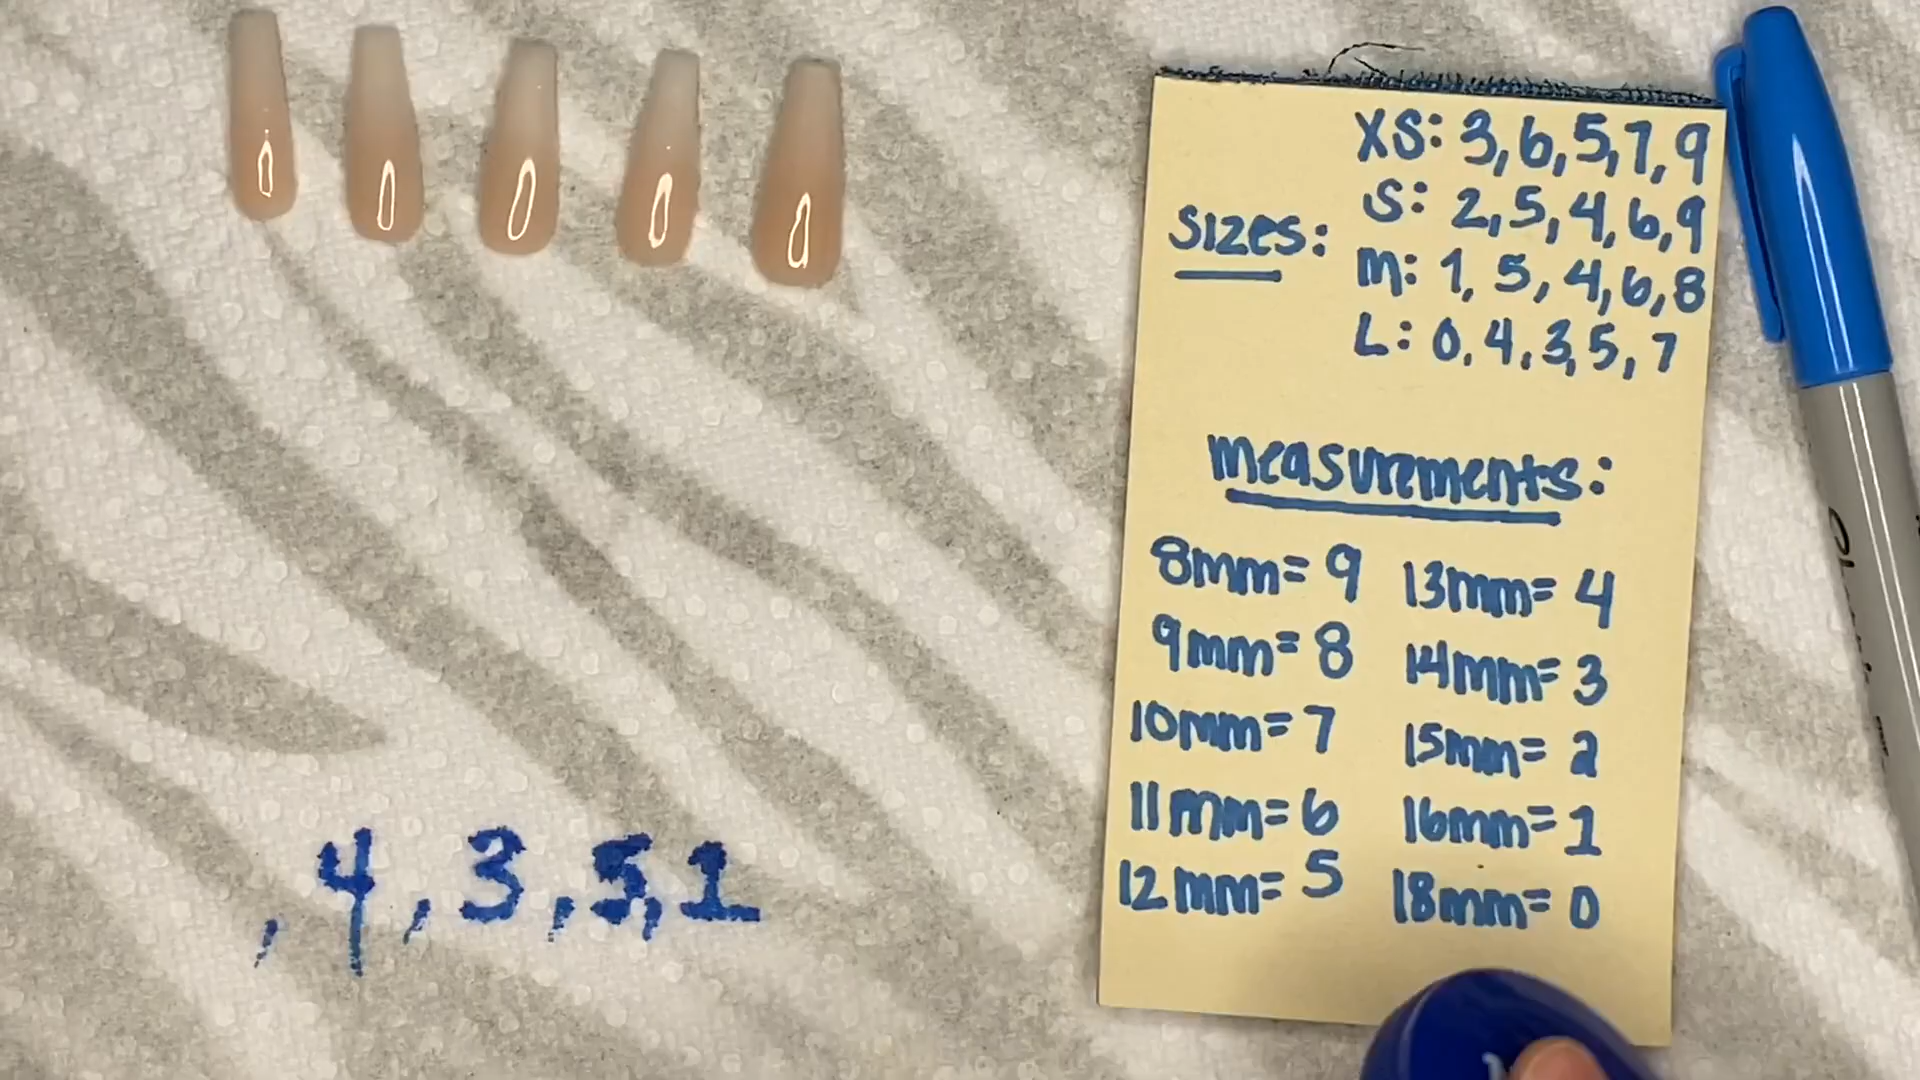 XS: 3,6,5,7,9
Sizes:
S: 2,5,4,6,9
M: 1,5,4,6,8
L: 0,4,3,5,7
measurements:
8mm=9 13mm=4
9mm=8 14mm=3
10mm=7 15mm=2
11mm=6 16mm=1
12mm=5 18mm=0
,4,3,5,1